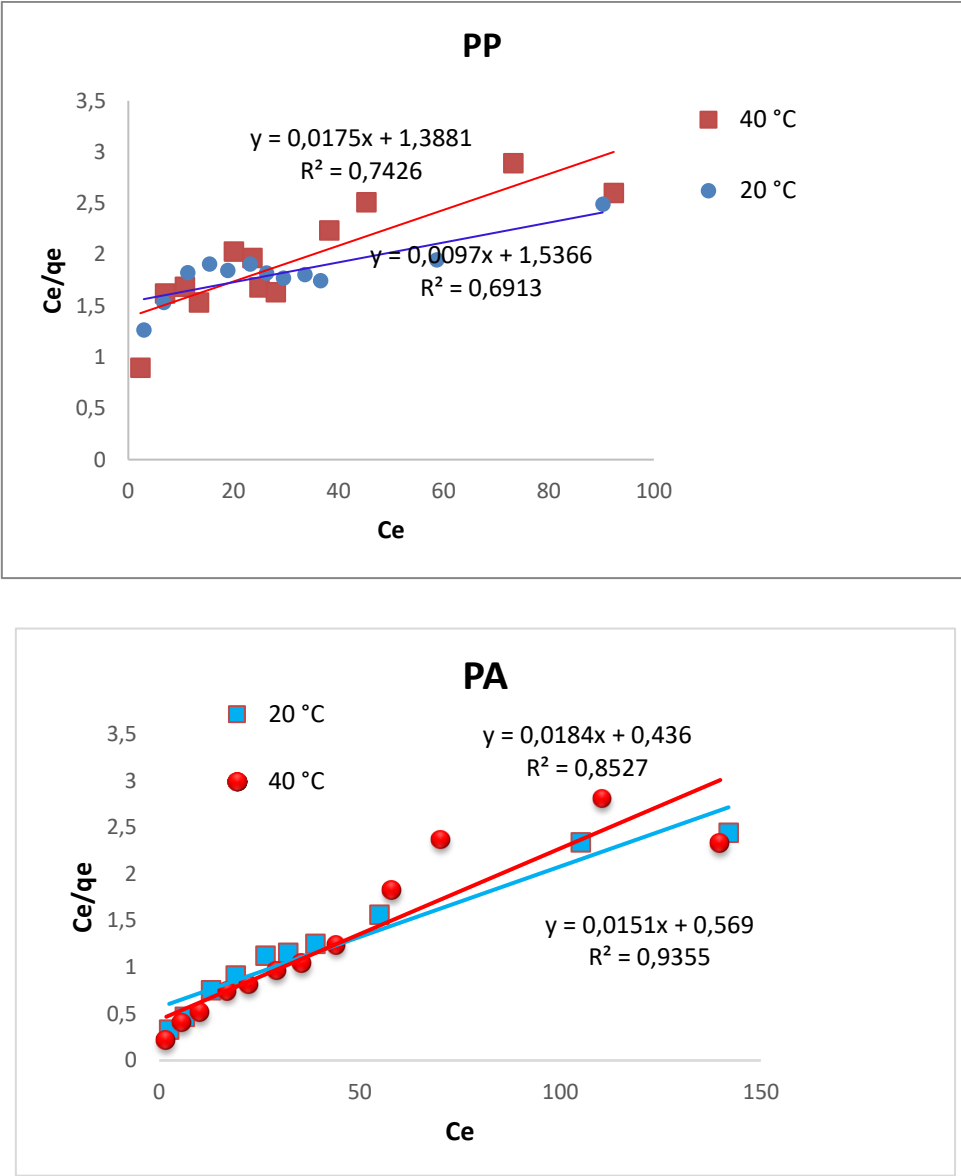 PP
3,5
3
2,5
2
1,5
1
0,5
0
0 20 40 60 80 100
Ce/qe
Ce
y = 0,0175x + 1,3881
R² = 0,7426
y = 0,0097x + 1,5366
R² = 0,6913
40 °C
20 °C
PA
20 °C
40 °C
3,5
3
2,5
2
1,5
1
0,5
0
0 50 100 150
Ce/qe
Ce
y = 0,0184x + 0,436
R² = 0,8527
y = 0,0151x + 0,569
R² = 0,9355